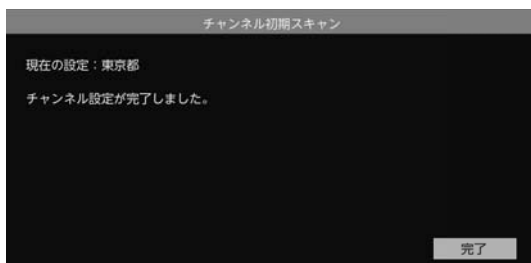 チャンネル初期スキャン
現在の設定：東京都
チャンネル設定が完了しました。
完了